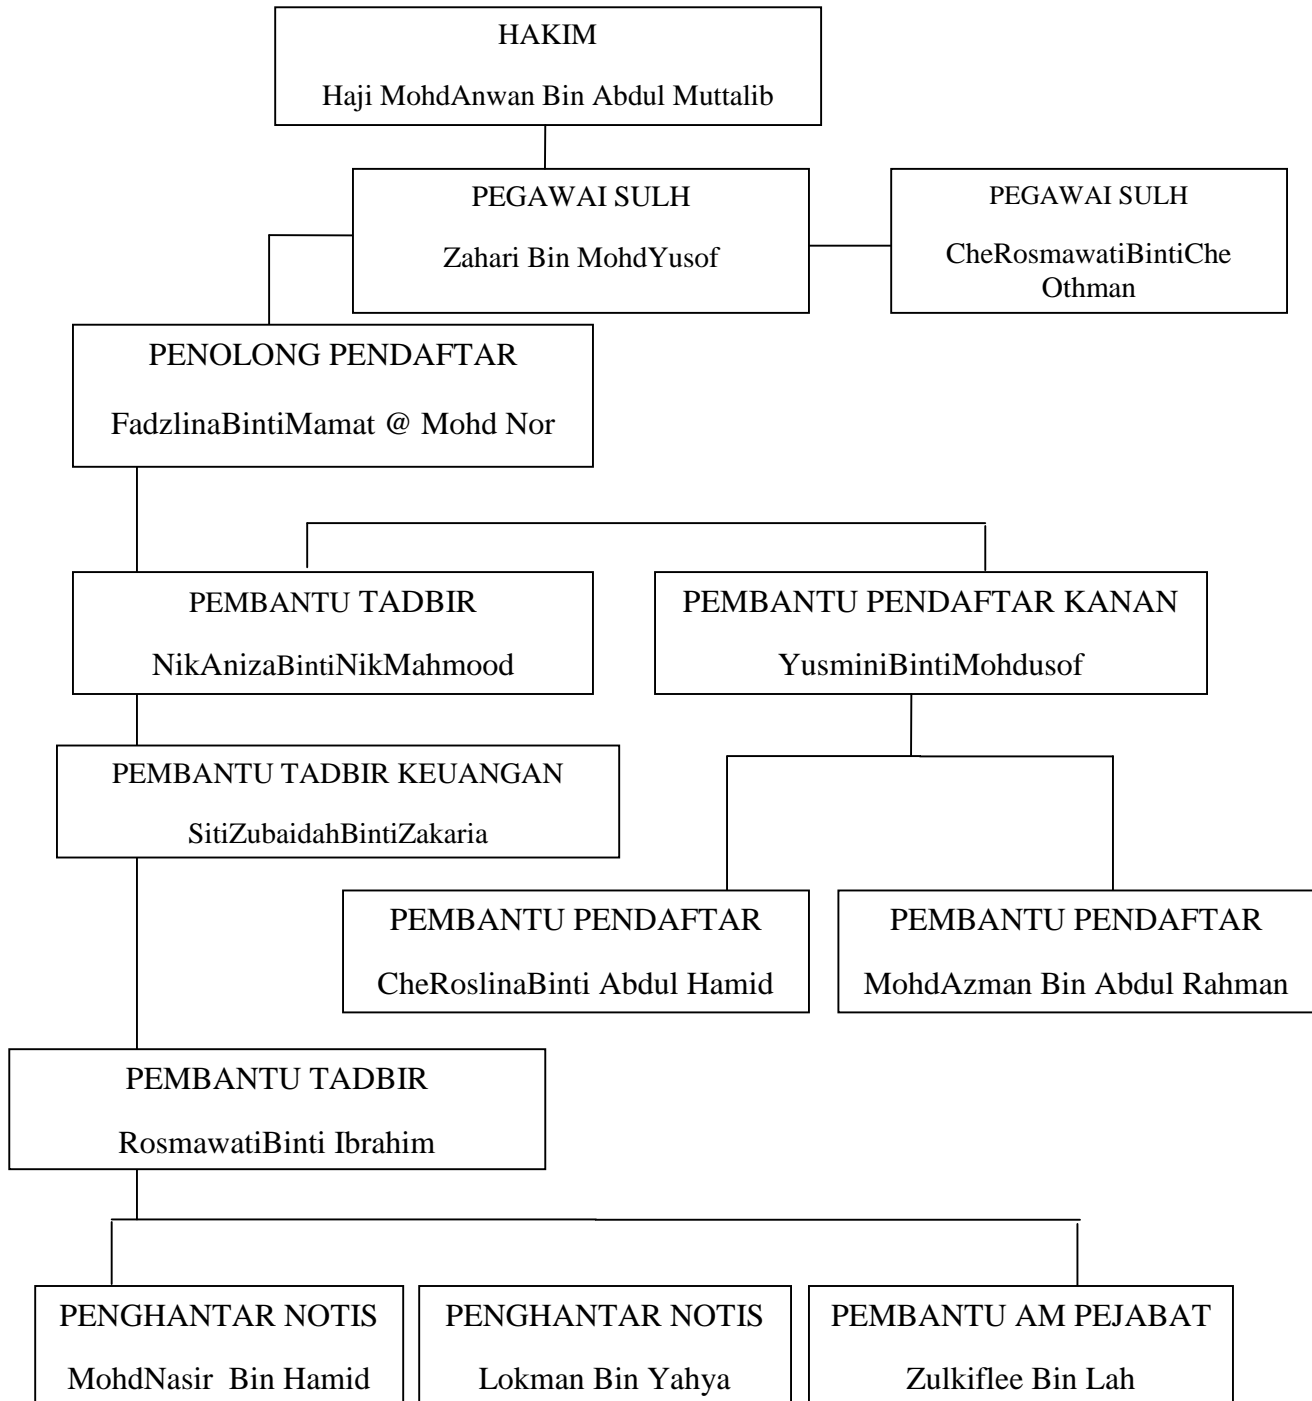 HAKIM
Haji MohdAnwan Bin Abdul Muttalib
PEGAWAI SULH
Zahari Bin MohdYusof
PEGAWAI SULH
CheRosmawatiBintiChe
Othman
PENOLONG PENDAFTAR
FadzlinaBintiMamat @ Mohd Nor
PEMBANTU TADBIR
NikAnizaBintiNikMahmood
PEMBANTU PENDAFTAR KANAN
YusminiBintiMohdusof
PEMBANTU TADBIR KEUANGAN
SitiZubaidahBintiZakaria
PEMBANTU PENDAFTAR
CheRoslinaBinti Abdul Hamid
PEMBANTU PENDAFTAR
MohdAzman Bin Abdul Rahman
PEMBANTU TADBIR
RosmawatiBinti Ibrahim
PENGHANTAR NOTIS
MohdNasir  Bin Hamid
PENGHANTAR NOTIS
Lokman Bin Yahya
PEMBANTU AM PEJABAT
Zulkiflee Bin Lah